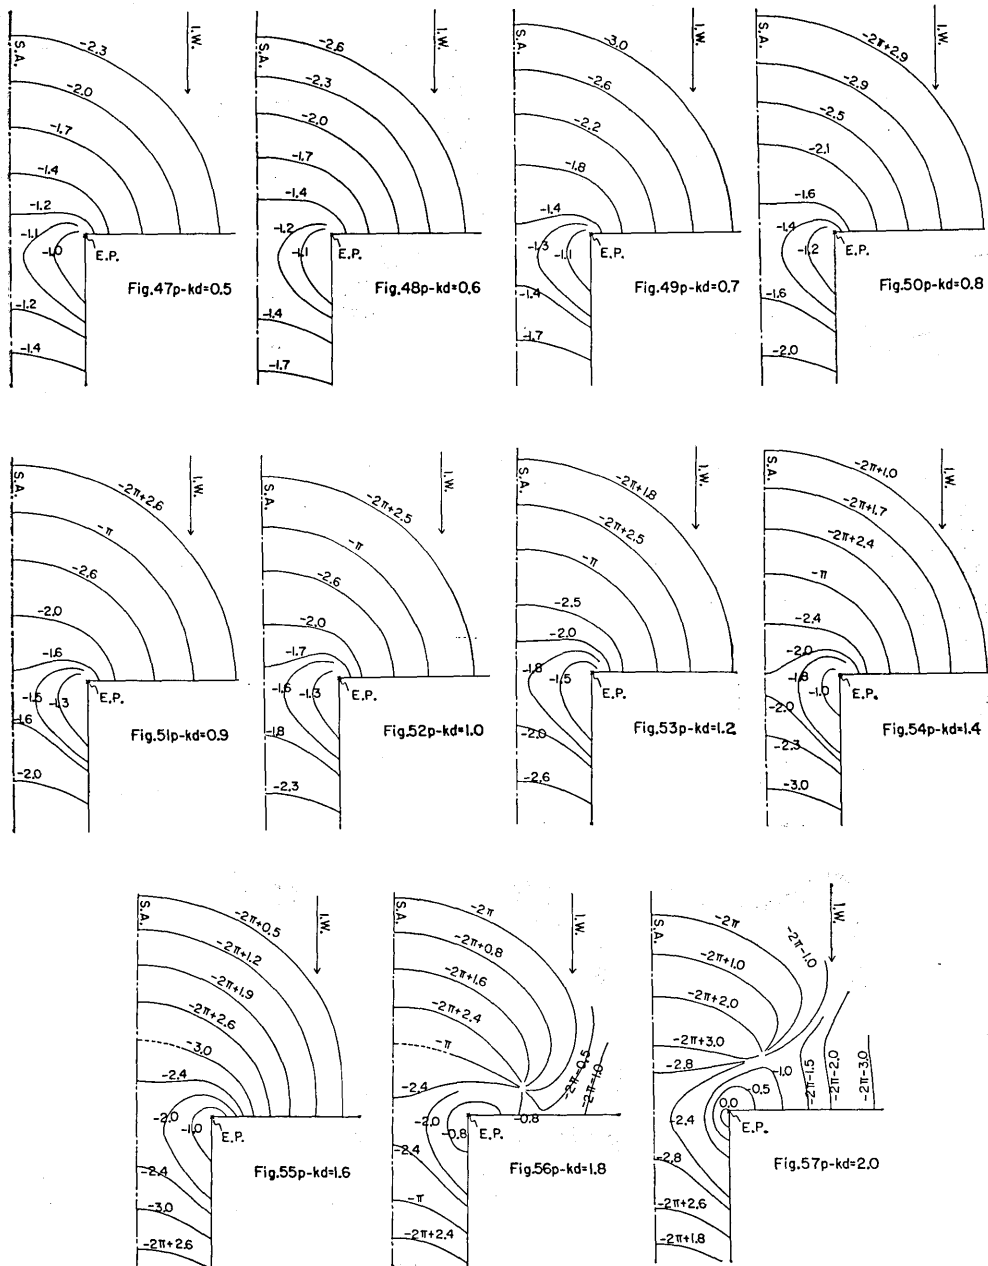 S.A.
I.W.
-2.3
-2.0
-1.7
-1.4
-1.2
-1.1
-1.0
E.P.
-1.2
-1.4
Fig.47p-kd=0.5
I.W.
S.A.
-2.6
-2.3
-2.0
-1.7
-1.4
-1.2
-1.1
E.P.
-1.4
-1.7
Fig.48p-kd=0.6
I.W.
S.A.
-3.0
-2.6
-2.2
-1.8
-1.4
-1.3
-1.1
E.P.
-1.4
-1.7
Fig.49p-kd=0.7
I.W.
S.A.
-2π+2.9
-2.9
-2.5
-2.1
-1.6
-1.4
-1.2
E.P.
-1.6
-2.0
Fig.50p-kd=0.8
I.W.
S.A.
-2π+2.6
-π
-2.6
-2.0
-1.6
-1.5
-1.3
E.P.
-1.6
-2.0
Fig.51p-kd=0.9
I.W.
S.A.
-2π+2.5
-π
-2.6
-2.0
-1.7
-1.6
-1.3
E.P.
-1.8
-2.3
Fig.52p-kd=1.0
I.W.
S.A.
-2π+1.8
-2π+2.5
-π
-2.5
-2.0
-1.8
-1.5
E.P.
-2.0
-2.6
Fig.53p-kd=1.2
I.W.
S.A.
-2π+1.0
-2π+1.7
-2π+2.4
-π
-2.4
-2.0
-1.8
-1.0
E.P.
-2.0
-2.3
-3.0
Fig.54p-kd=1.4
I.W.
S.A.
-2π+0.5
-2π+1.2
-2π+1.9
-2π+2.6
-3.0
-2.4
-2.0
-1.0
E.P.
-2.4
-3.0
-2π+2.6
Fig.55p-kd=1.6
I.W.
S.A.
-2π
-2π+0.8
-2π+1.6
-2π+2.4
-π
-2.4
-2π-0.5
-2π-1.0
-2.0
-0.8
-0.8
E.P.
-2.4
-π
-2π+2.4
Fig.56p-kd=1.8
I.W.
S.A.
-2π
-2π-1.0
-2π+1.0
-2π+2.0
-2π+3.0
-2.8
-1.0
-0.5
0.0
-2π-1.5
-2π-2.0
-2π-3.0
-2.4
E.P.
-2.8
-2π+2.6
-2π+1.8
Fig.57p-kd=2.0